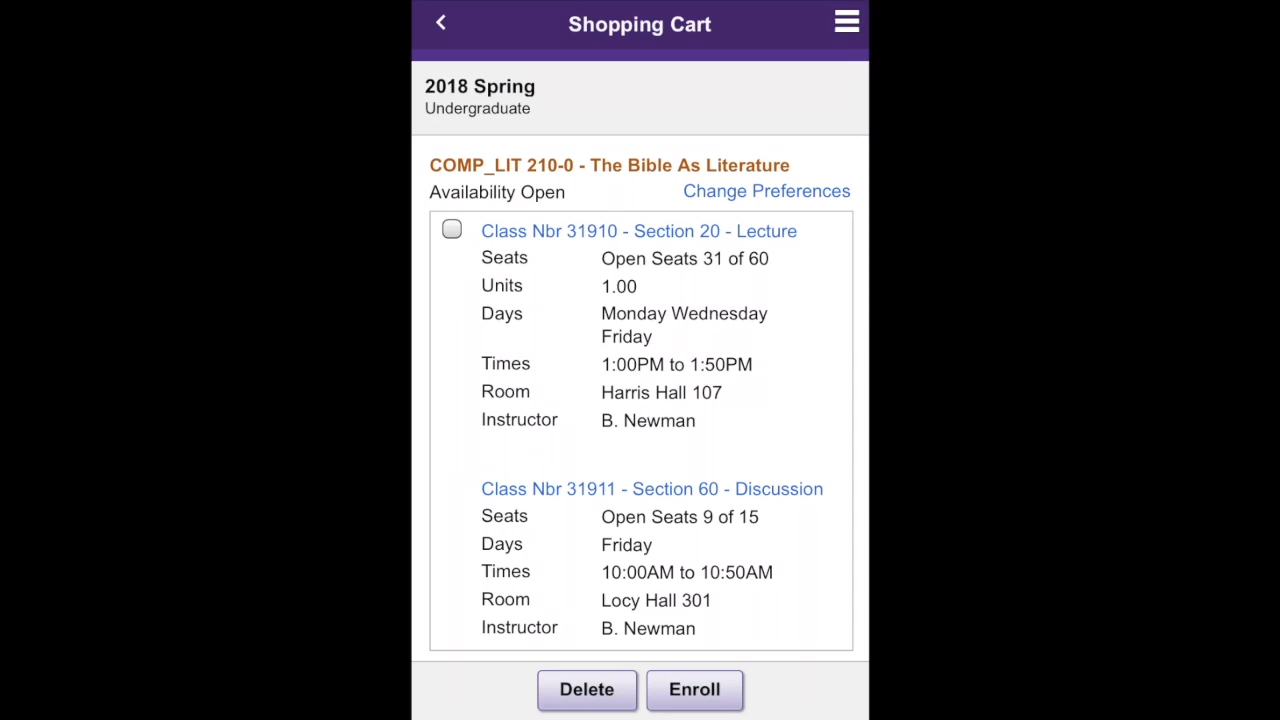 Shopping Cart
2018 Spring
Undergraduate
COMP_LIT 210-0 - The Bible As Literature
Availability Open Change Preferences
Class Nbr 31910 - Section 20 - Lecture
Seats Open Seats 31 of 60
Units 1.00
Days Monday Wednesday
Friday
Times 1:00PM to 1:50PM
Room Harris Hall 107
Instructor B. Newman
Class Nbr 31911 - Section 60 - Discussion
Seats Open Seats 9 of 15
Days Friday
Times 10:00AM to 10:50AM
Room Locy Hall 301
Instructor B. Newman
Delete Enroll